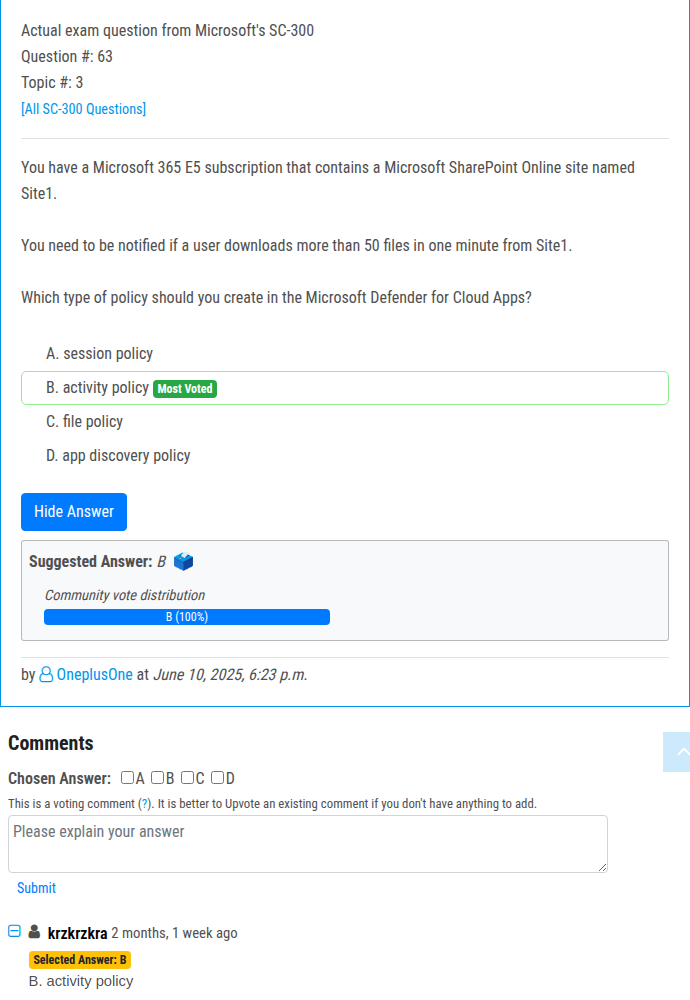 Actual exam question from Microsoft's SC-300
Question #: 63
Topic #: 3
[All SC-300 Questions]
You have a Microsoft 365 E5 subscription that contains a Microsoft SharePoint Online site named
Site1.
You need to be notified if a user downloads more than 50 files in one minute from Site1.
Which type of policy should you create in the Microsoft Defender for Cloud Apps?
A. session policy
B. activity policy Most Voted
C. file policy
D. app discovery policy
Hide Answer
Suggested Answer: B
Community vote distribution
B (100%)
by OneplusOne at June 10, 2025, 6:23 p.m.
Comments
Chosen Answer: A B C D
This is a voting comment (?). It is better to Upvote an existing comment if you don't have anything to add.
Please explain your answer
Submit
krzkrzkra 2 months, 1 week ago
Selected Answer: B
B. activity policy